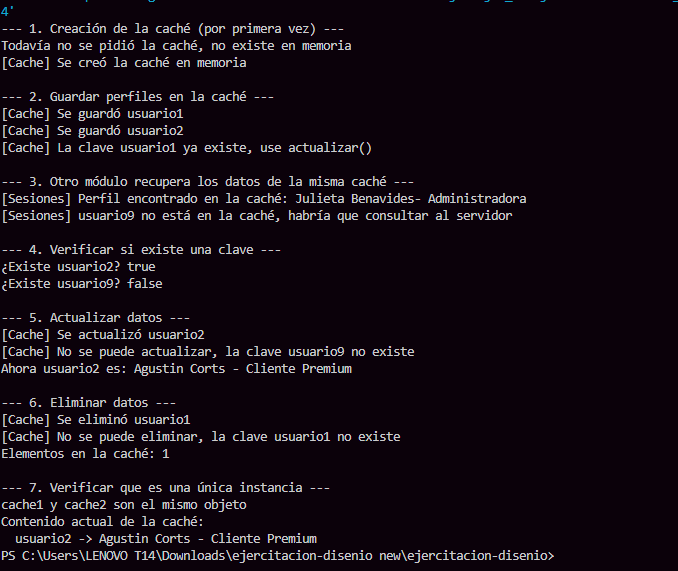 4'
--- 1. Creación de la caché (por primera vez) ---
Todavía no se pidió la caché, no existe en memoria
[Cache] Se creó la caché en memoria
--- 2. Guardar perfiles en la caché ---
[Cache] Se guardó usuario1
[Cache] Se guardó usuario2
[Cache] La clave usuario1 ya existe, use actualizar()
--- 3. Otro módulo recupera los datos de la misma caché ---
[Sesiones] Perfil encontrado en la caché: Julieta Benavides- Administradora
[Sesiones] usuario9 no está en la caché, habría que consultar al servidor
--- 4. Verificar si existe una clave ---
¿Existe usuario2? true
¿Existe usuario9? false
--- 5. Actualizar datos ---
[Cache] Se actualizó usuario2
[Cache] No se puede actualizar, la clave usuario9 no existe
Ahora usuario2 es: Agustin Corts - Cliente Premium
--- 6. Eliminar datos ---
[Cache] Se eliminó usuario1
[Cache] No se puede eliminar, la clave usuario1 no existe
Elementos en la caché: 1
--- 7. Verificar que es una única instancia ---
cache1 y cache2 son el mismo objeto
Contenido actual de la caché:
usuario2 -> Agustin Corts - Cliente Premium
PS C:\Users\LENOVO T14\Downloads\ejercitacion-disenio new\ejercitacion-disenio>